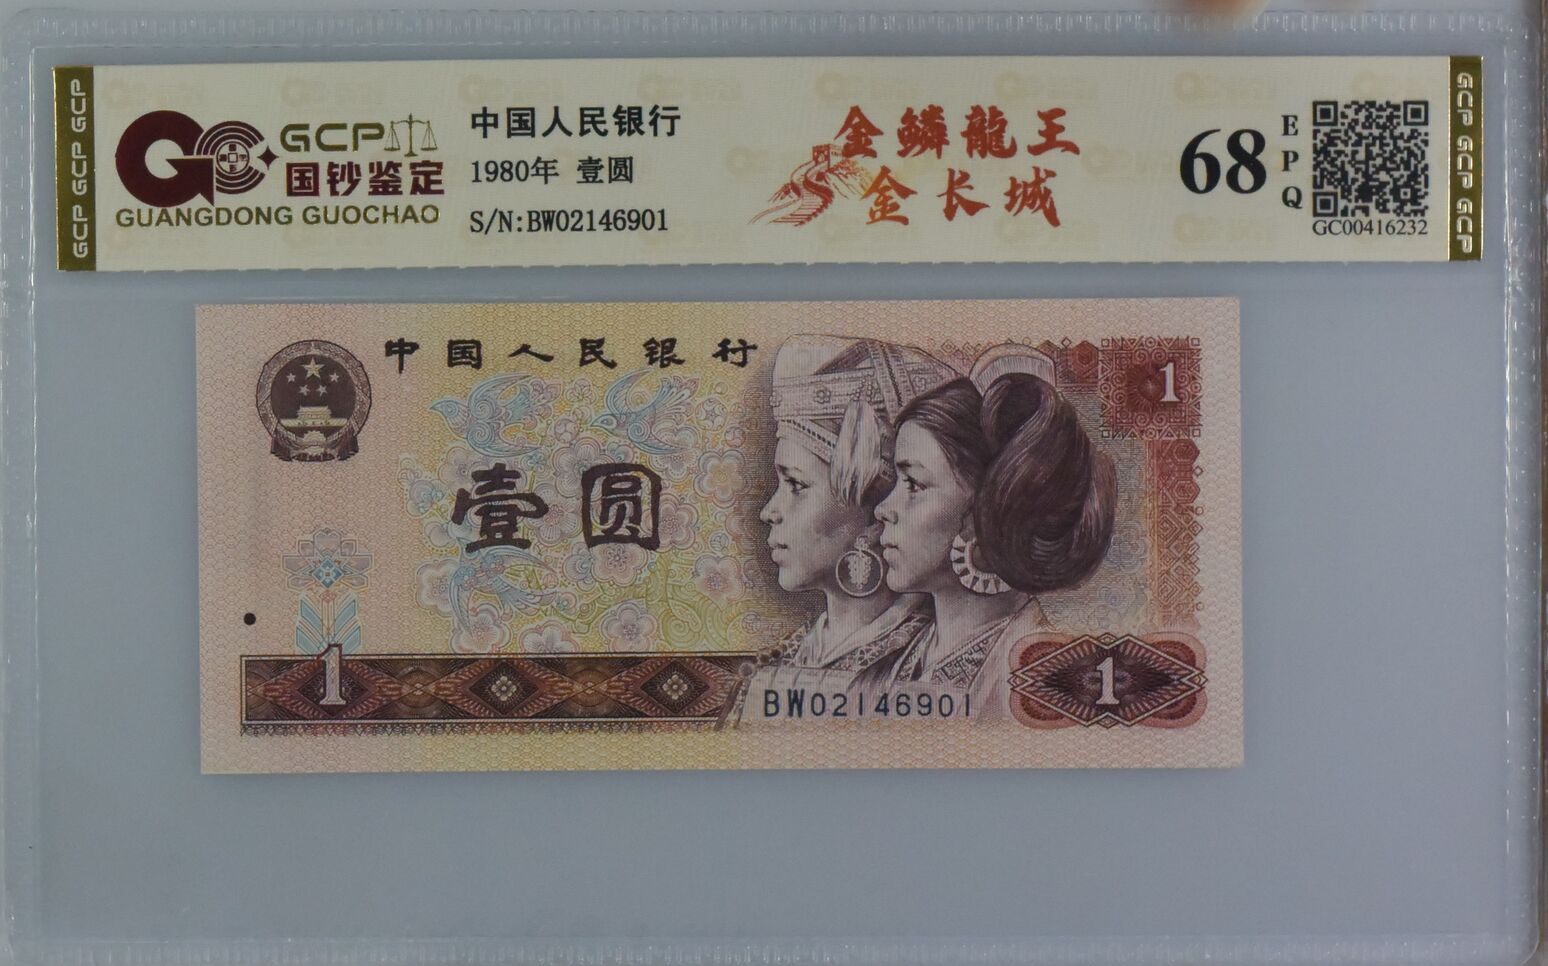 GCP GCP GCP
GCP
国钞鉴定
GUANGDONG GUOCHAO
中国人民银行
1980年 壹圆
S/N:BW02146901
金鳞龍王
金长城
68
EPQ
GC00416232
GCP GCP GCP
中国人民银行
1
壹圆
1
BW02146901
1